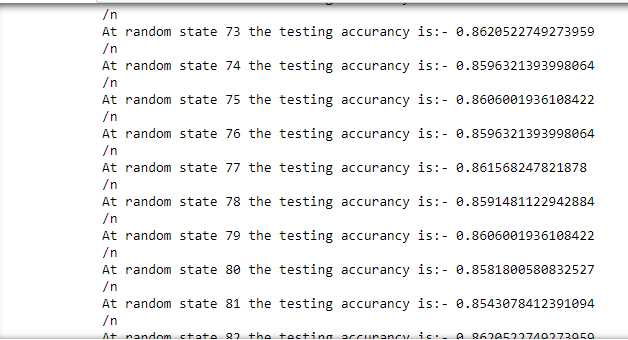 /n
At random state 73 the testing accurancy is:- 0.8620522749273959
/n
At random state 74 the testing accurancy is:- 0.8596321393998064
/n
At random state 75 the testing accurancy is:- 0.8606001936108422
/n
At random state 76 the testing accurancy is:- 0.8596321393998064
/n
At random state 77 the testing accurancy is:- 0.861568247821878
/n
At random state 78 the testing accurancy is:- 0.8591481122942884
/n
At random state 79 the testing accurancy is:- 0.8606001936108422
/n
At random state 80 the testing accurancy is:- 0.8581800580832527
/n
At random state 81 the testing accurancy is:- 0.8543078412391094
/n
At random state 82 the testing accurancy is:- 0.8620522749273959